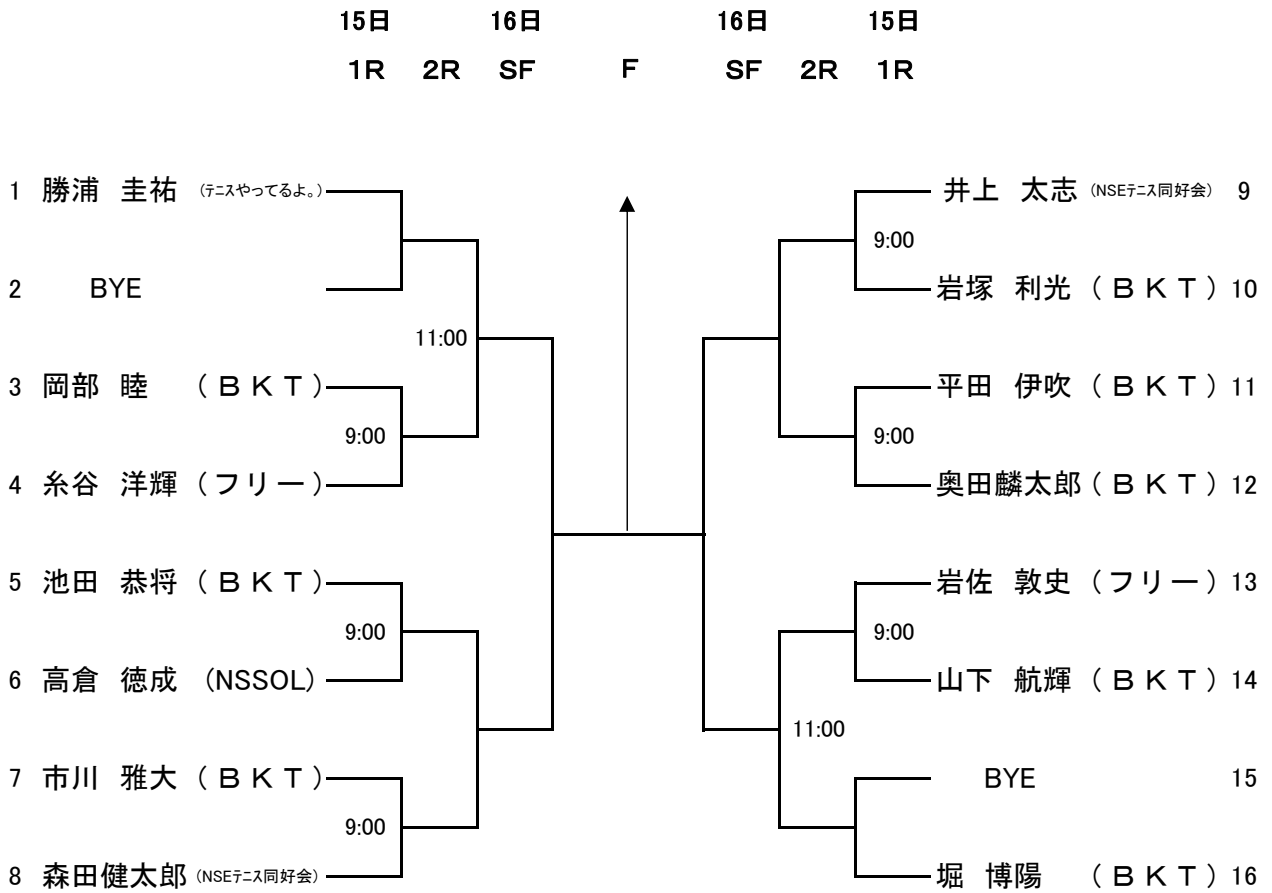 15日 16日 16日 15日
1R 2R SF F SF 2R 1R
1 勝浦 圭祐 (テニスやってるよ。) 井上 太志 (NSEテニス同好会) 9
9:00
2 BYE 岩塚 利光 (BKT) 10
11:00
3 岡部 睦 (BKT) 平田 伊吹 (BKT) 11
9:00 9:00
4 糸谷 洋輝 (フリー) 奥田麟太郎 (BKT) 12
5 池田 恭将 (BKT) 岩佐 敦史 (フリー) 13
9:00 9:00
6 高倉 徳成 (NSSOL) 山下 航輝 (BKT) 14
11:00
7 市川 雅大 (BKT) BYE 15
9:00
8 森田健太郎 (NSEテニス同好会) 堀 博陽 (BKT) 16